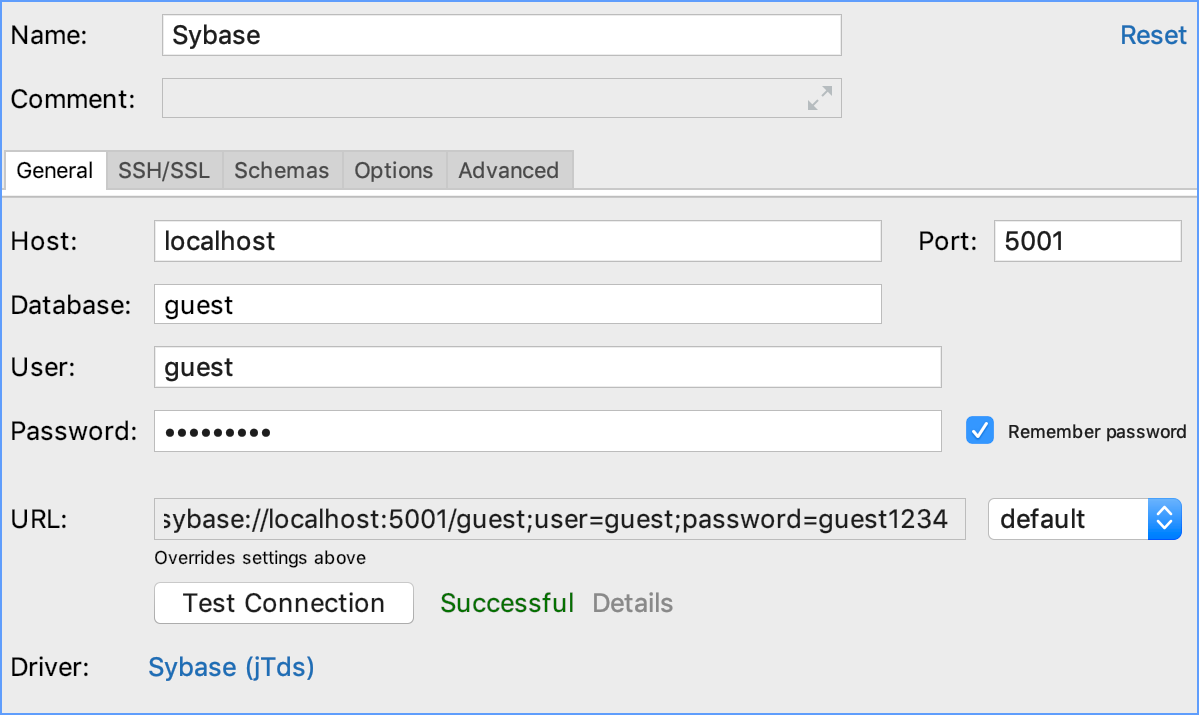 Name: Sybase Reset
Comment:
General SSH/SSL Schemas Options Advanced
Host: localhost Port: 5001
Database: guest
User: guest
Password: ••••••••• Remember password
URL: sybase://localhost:5001/guest;user=guest;password=guest1234 default
Overrides settings above
Test Connection Successful Details
Driver: Sybase (jTds)